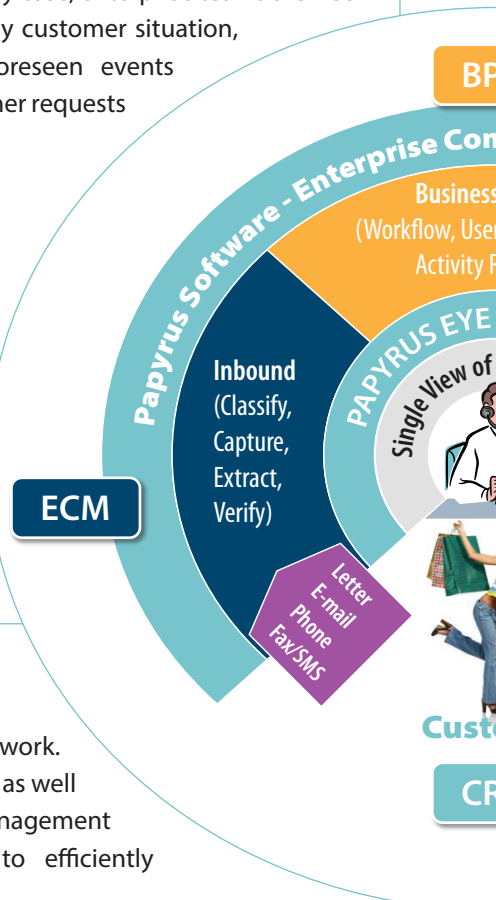 y customer situation,
oreseen events
ner requests
BP
Papyrus Software - Enterprise Con
Business
(Workflow, User
Activity P
PAPYRUS EYE
Single View of
Inbound
(Classify,
Capture,
Extract,
Verify)
ECM
Letter
E-mail
Phone
Fax/SMS
Custo
CR
work.
as well
nagement
to efficiently